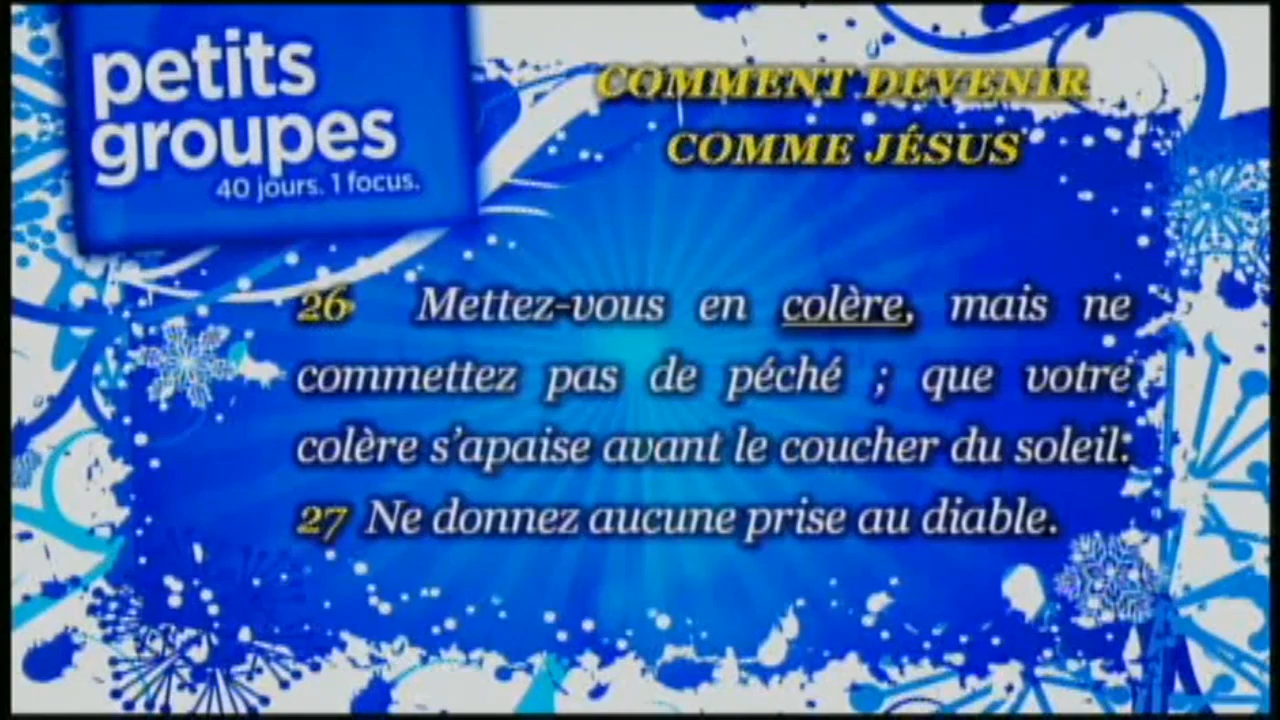 petits
groupes
40 jours. 1 focus.
COMMENT DEVENIR
COMME JÉSUS
26 Mettez-vous en colère, mais ne
commettez pas de péché ; que votre
colère s'apaise avant le coucher du soleil.
27 Ne donnez aucune prise au diable.